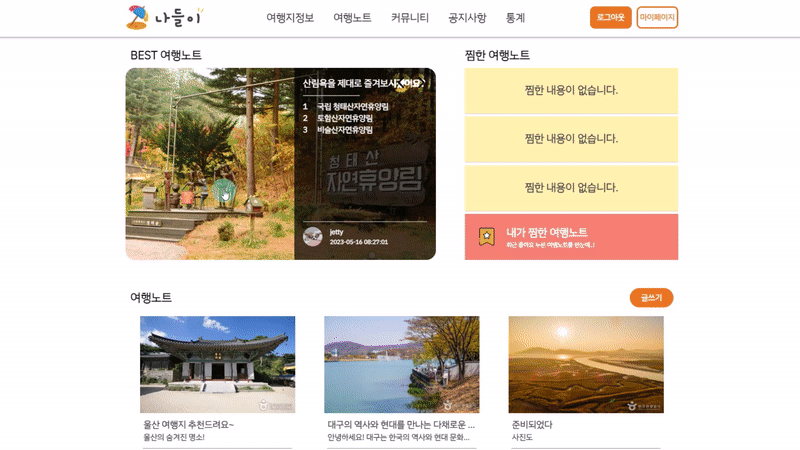 나들이
여행지정보 여행노트 커뮤니티 공지사항 통계
로그아웃 마이페이지
BEST 여행노트
산림욕을 제대로 즐겨보시
1 국립 청태산자연휴양림
2 토함산자연휴양림
3 비슬산자연휴양림
청태산
자연휴양림
jetty
2023-05-16 08:27:01
찜한 여행노트
찜한 내용이 없습니다.
찜한 내용이 없습니다.
찜한 내용이 없습니다.
내가 찜한 여행노트
최근 좋아요 누른 여행노트를 한눈에..!
여행노트
글쓰기
울산 여행지 추천드려요~
울산의 숨겨진 명소!
대구의 역사와 현대를 만나는 다채로운 ...
안녕하세요! 대구는 한국의 역사와 현대 문화...
준비되었다
사진도